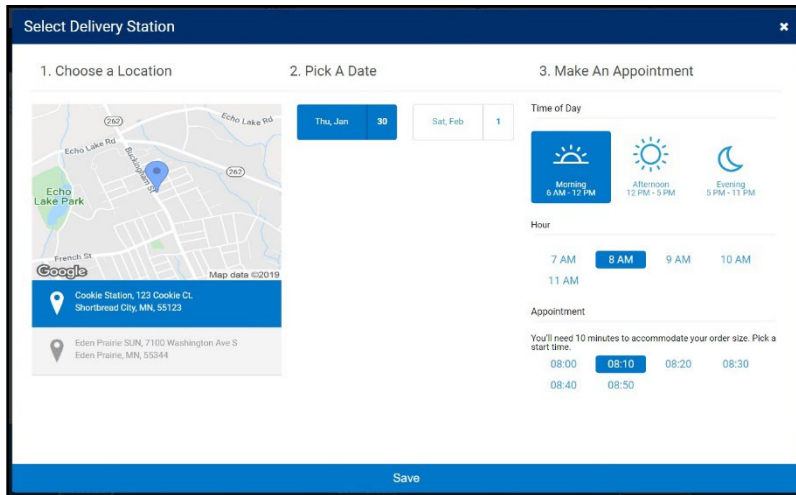 Select Delivery Station
×
1. Choose a Location
2. Pick A Date
3. Make An Appointment
262
Echo Lake Rd
Echo Lake Rd
Buckingham St
262
Echo
Lake Park
French St
Google
Map data ©2019
Cookie Station, 123 Cookie Ct.
Shortbread City, MN, 55123
Eden Prairie SUN, 7100 Washington Ave S
Eden Prairie, MN, 55344
Thu, Jan 30
Sat, Feb 1
Time of Day
Morning
6 AM - 12 PM
Afternoon
12 PM - 5 PM
Evening
5 PM - 11 PM
Hour
7 AM 8 AM 9 AM 10 AM
11 AM
Appointment
You'll need 10 minutes to accommodate your order size. Pick a
start time.
08:00 08:10 08:20 08:30
08:40 08:50
Save